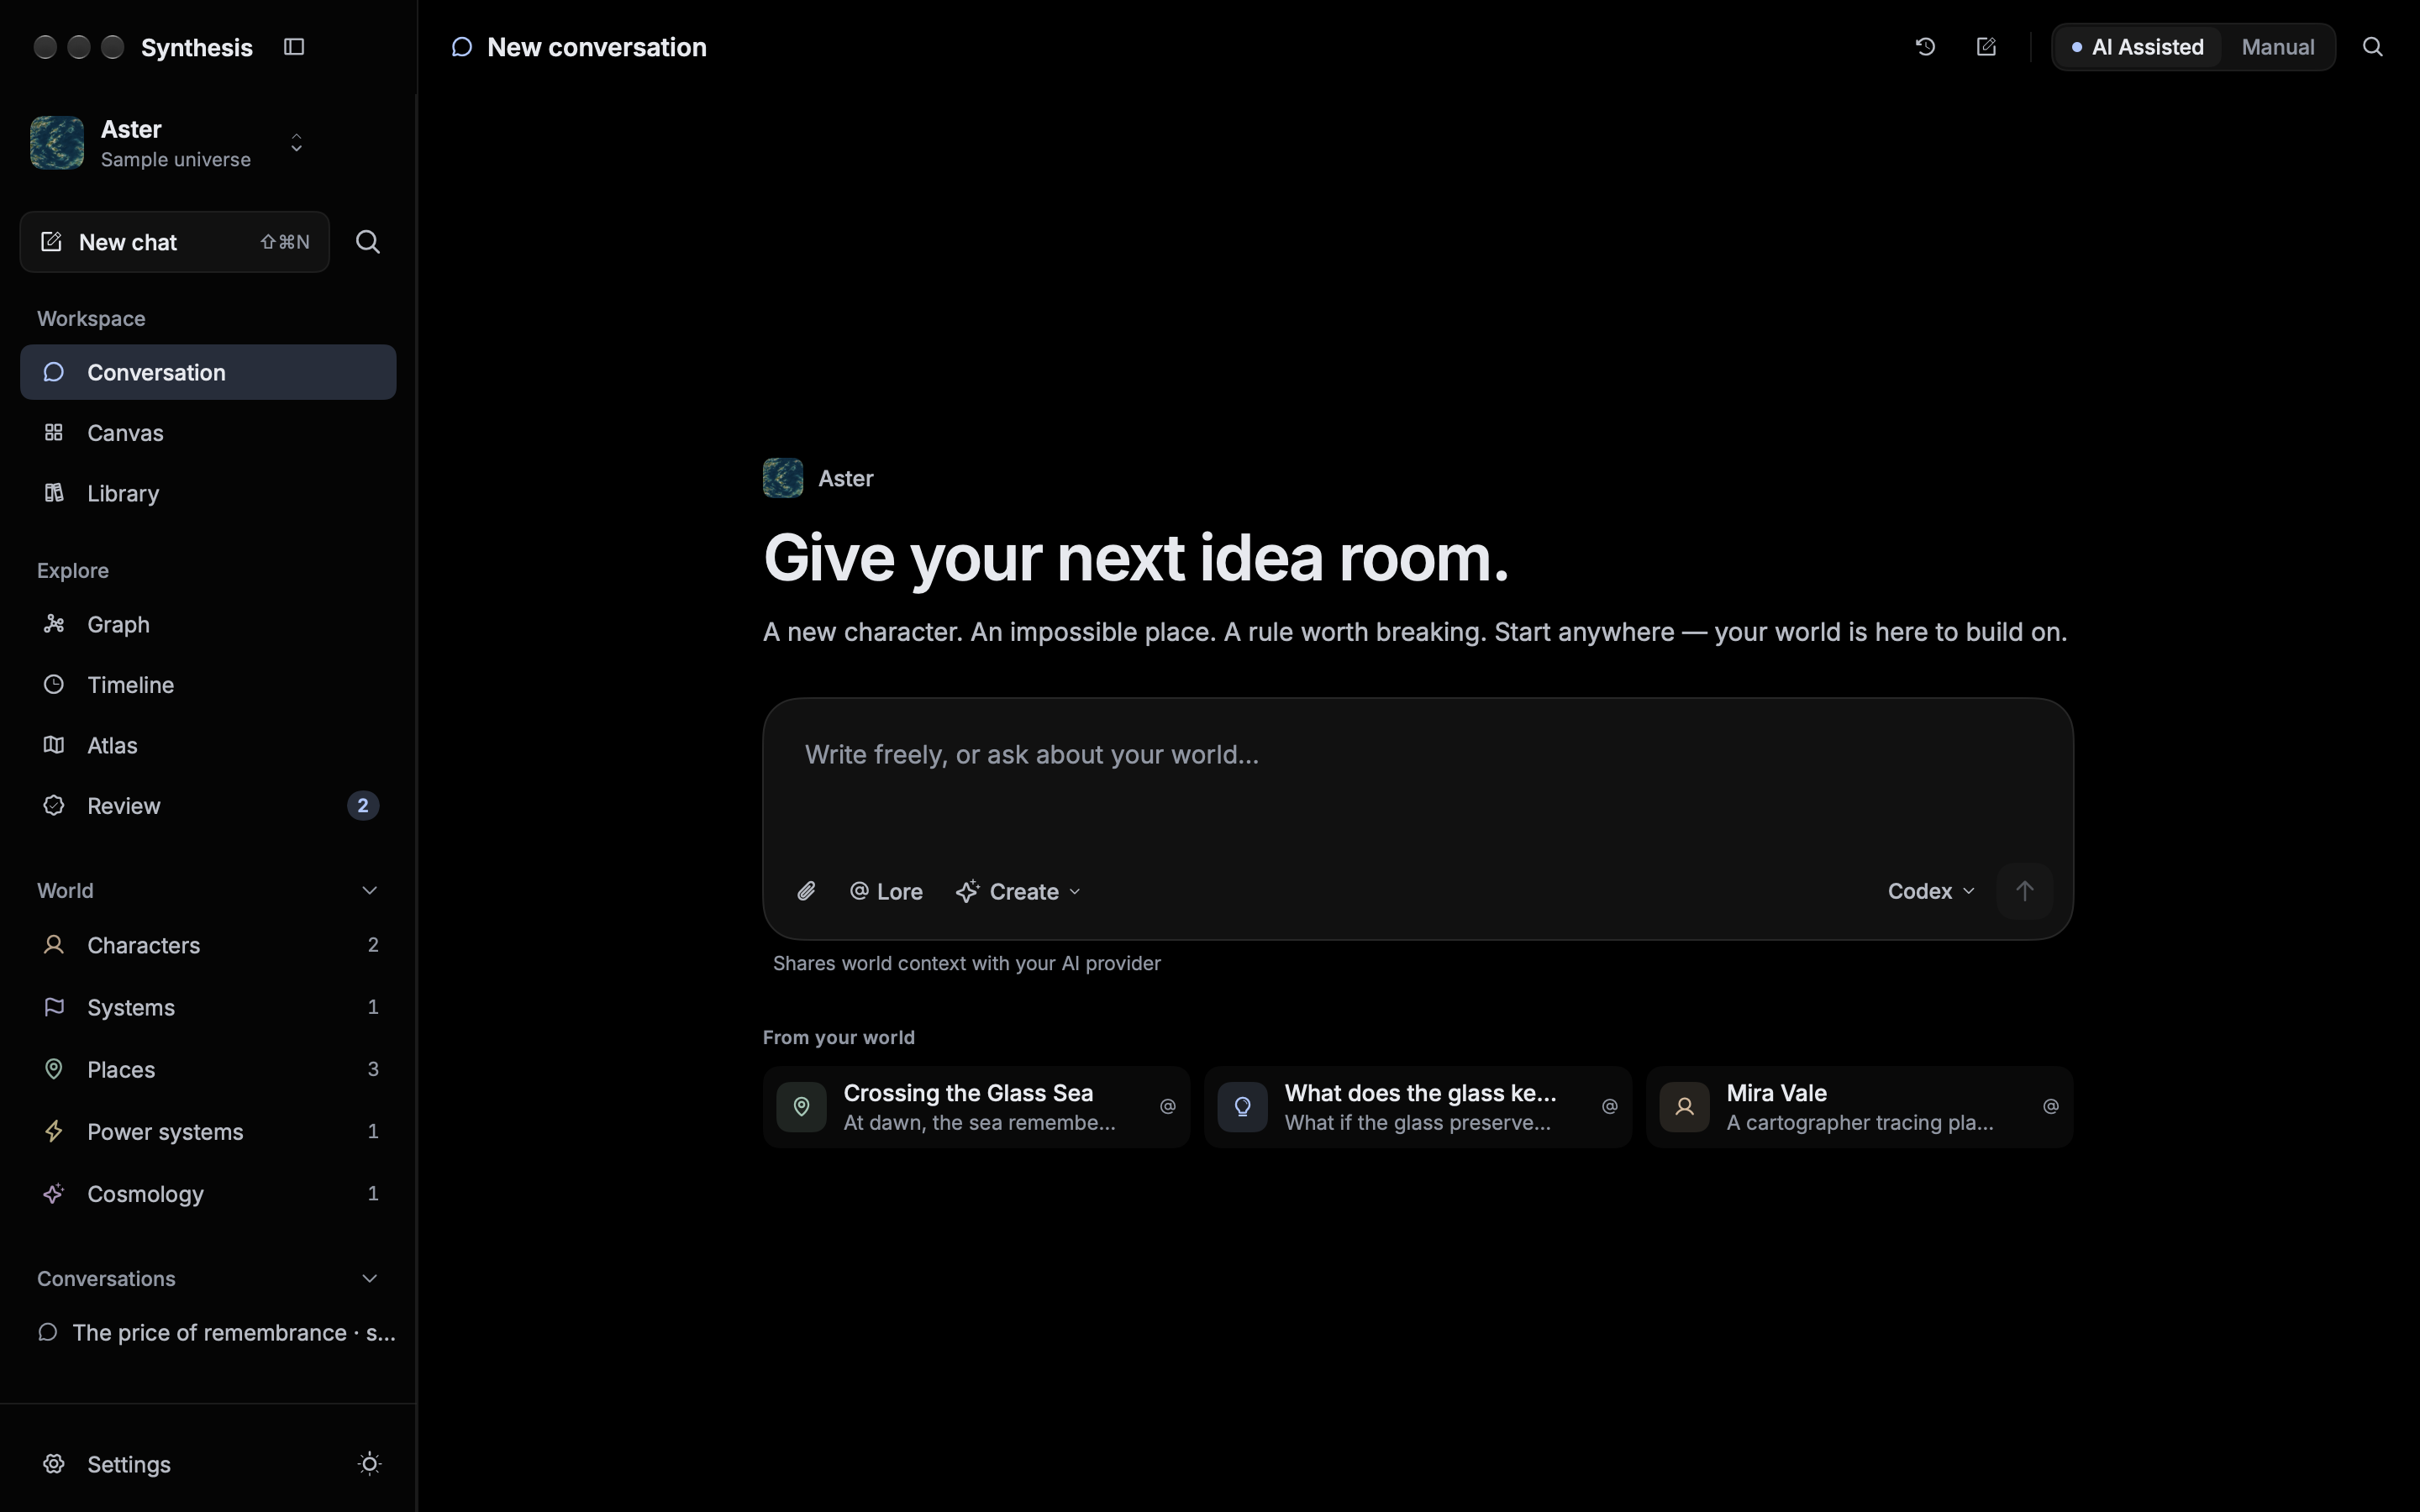 Synthesis
New conversation
AI Assisted
Manual
Aster
Sample universe
New chat
⇧⌘N
Workspace
Conversation
Canvas
Library
Explore
Graph
Timeline
Atlas
Review
2
World
Characters
2
Systems
1
Places
3
Power systems
1
Cosmology
1
Conversations
The price of remembrance · s...
Settings
Aster
Give your next idea room.
A new character. An impossible place. A rule worth breaking. Start anywhere — your world is here to build on.
Write freely, or ask about your world...
@ Lore
Create
Codex
Shares world context with your AI provider
From your world
Crossing the Glass Sea
At dawn, the sea remembe...
@
What does the glass ke...
What if the glass preserve...
@
Mira Vale
A cartographer tracing pla...
@